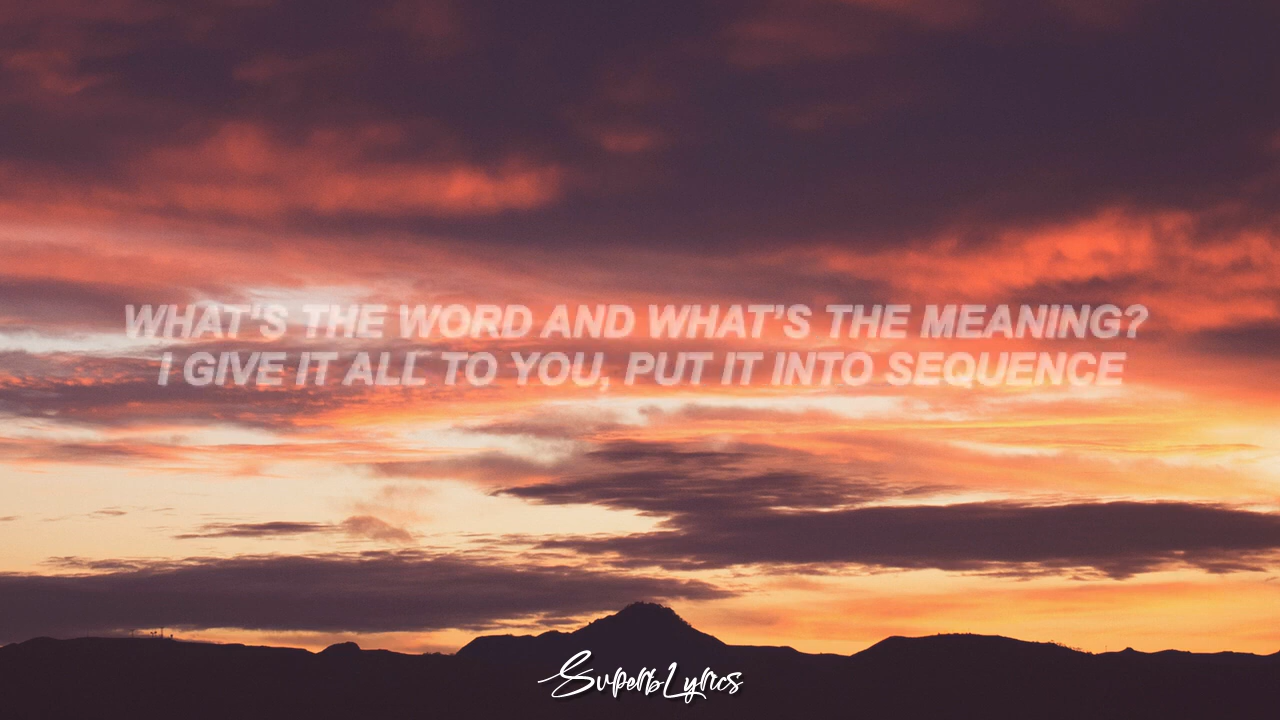 WHAT'S THE WORD AND WHAT'S THE MEANING?
I GIVE IT ALL TO YOU, PUT IT INTO SEQUENCE
SuperbLyrics